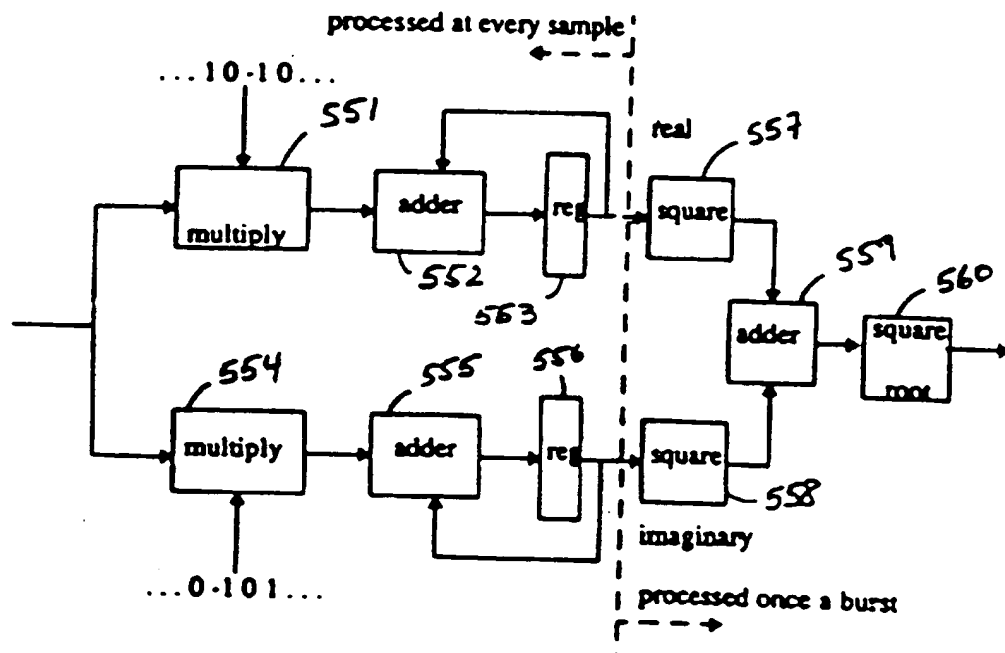 processed at every sample
...10-10...
551
multiply
adder
552
reg
553
real
557
square
559
adder
560
square
root
554
multiply
555
adder
556
reg
square
558
imaginary
...0-101...
processed once a burst